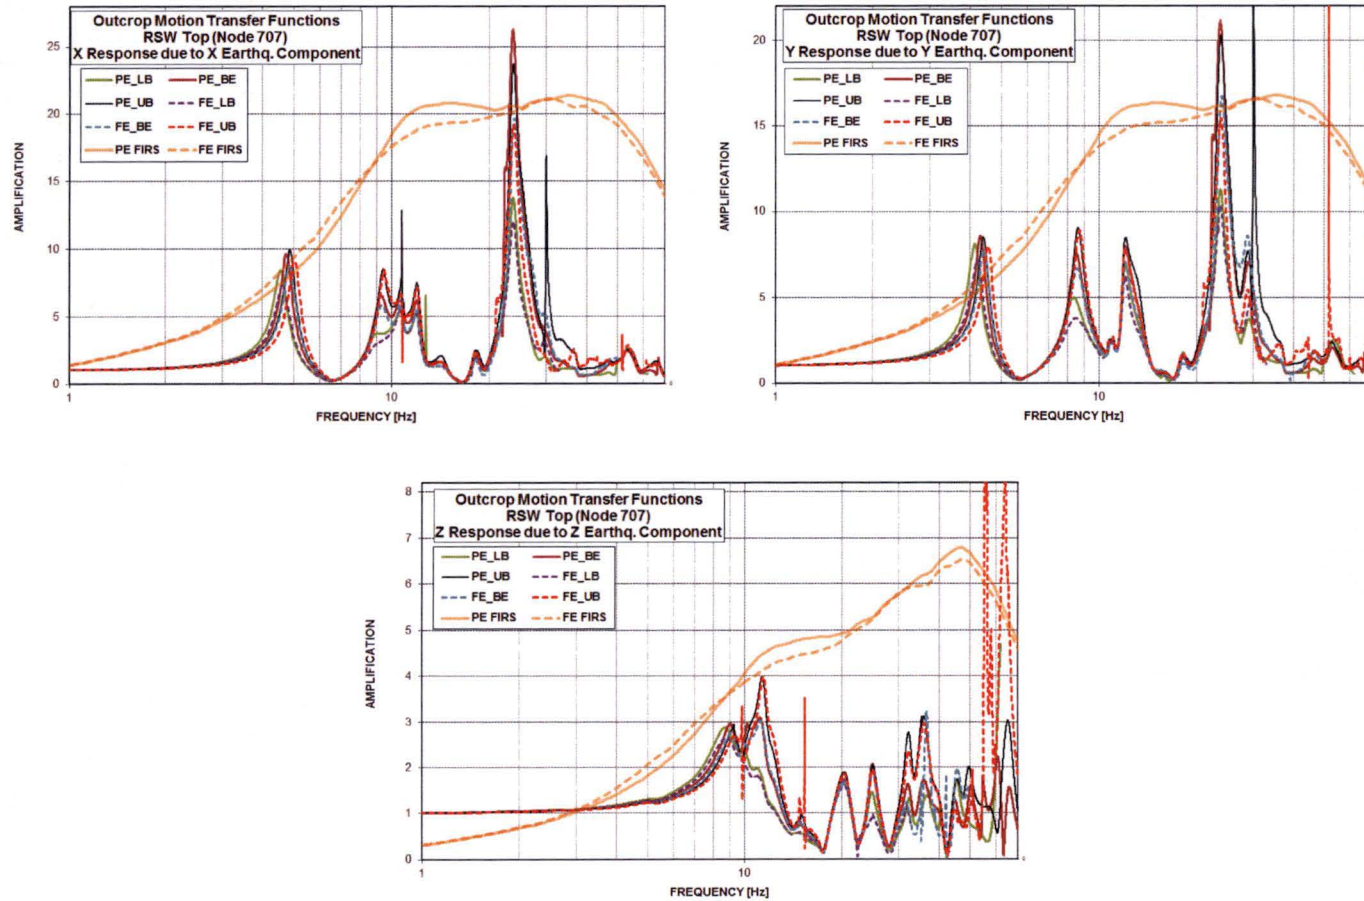 Outcrop Motion Transfer Functions
RSW Top (Node 707)
X Response due to X Earthq. Component
PE_LB PE_BE
PE_UB FE_LB
FE_BE FE_UB
PE FIRS FE FIRS
AMPLIFICATION
25
20
15
10
5
0
1 10
FREQUENCY [Hz]
Outcrop Motion Transfer Functions
RSW Top (Node 707)
Y Response due to Y Earthq. Component
PE_LB PE_BE
PE_UB FE_LB
FE_BE FE_UB
PE FIRS FE FIRS
AMPLIFICATION
20
15
10
5
0
1 10
FREQUENCY [Hz]
Outcrop Motion Transfer Functions
RSW Top (Node 707)
Z Response due to Z Earthq. Component
PE_LB PE_BE
PE_UB FE_LB
FE_BE FE_UB
PE FIRS FE FIRS
AMPLIFICATION
8
7
6
5
4
3
2
1
0
1 10
FREQUENCY [Hz]